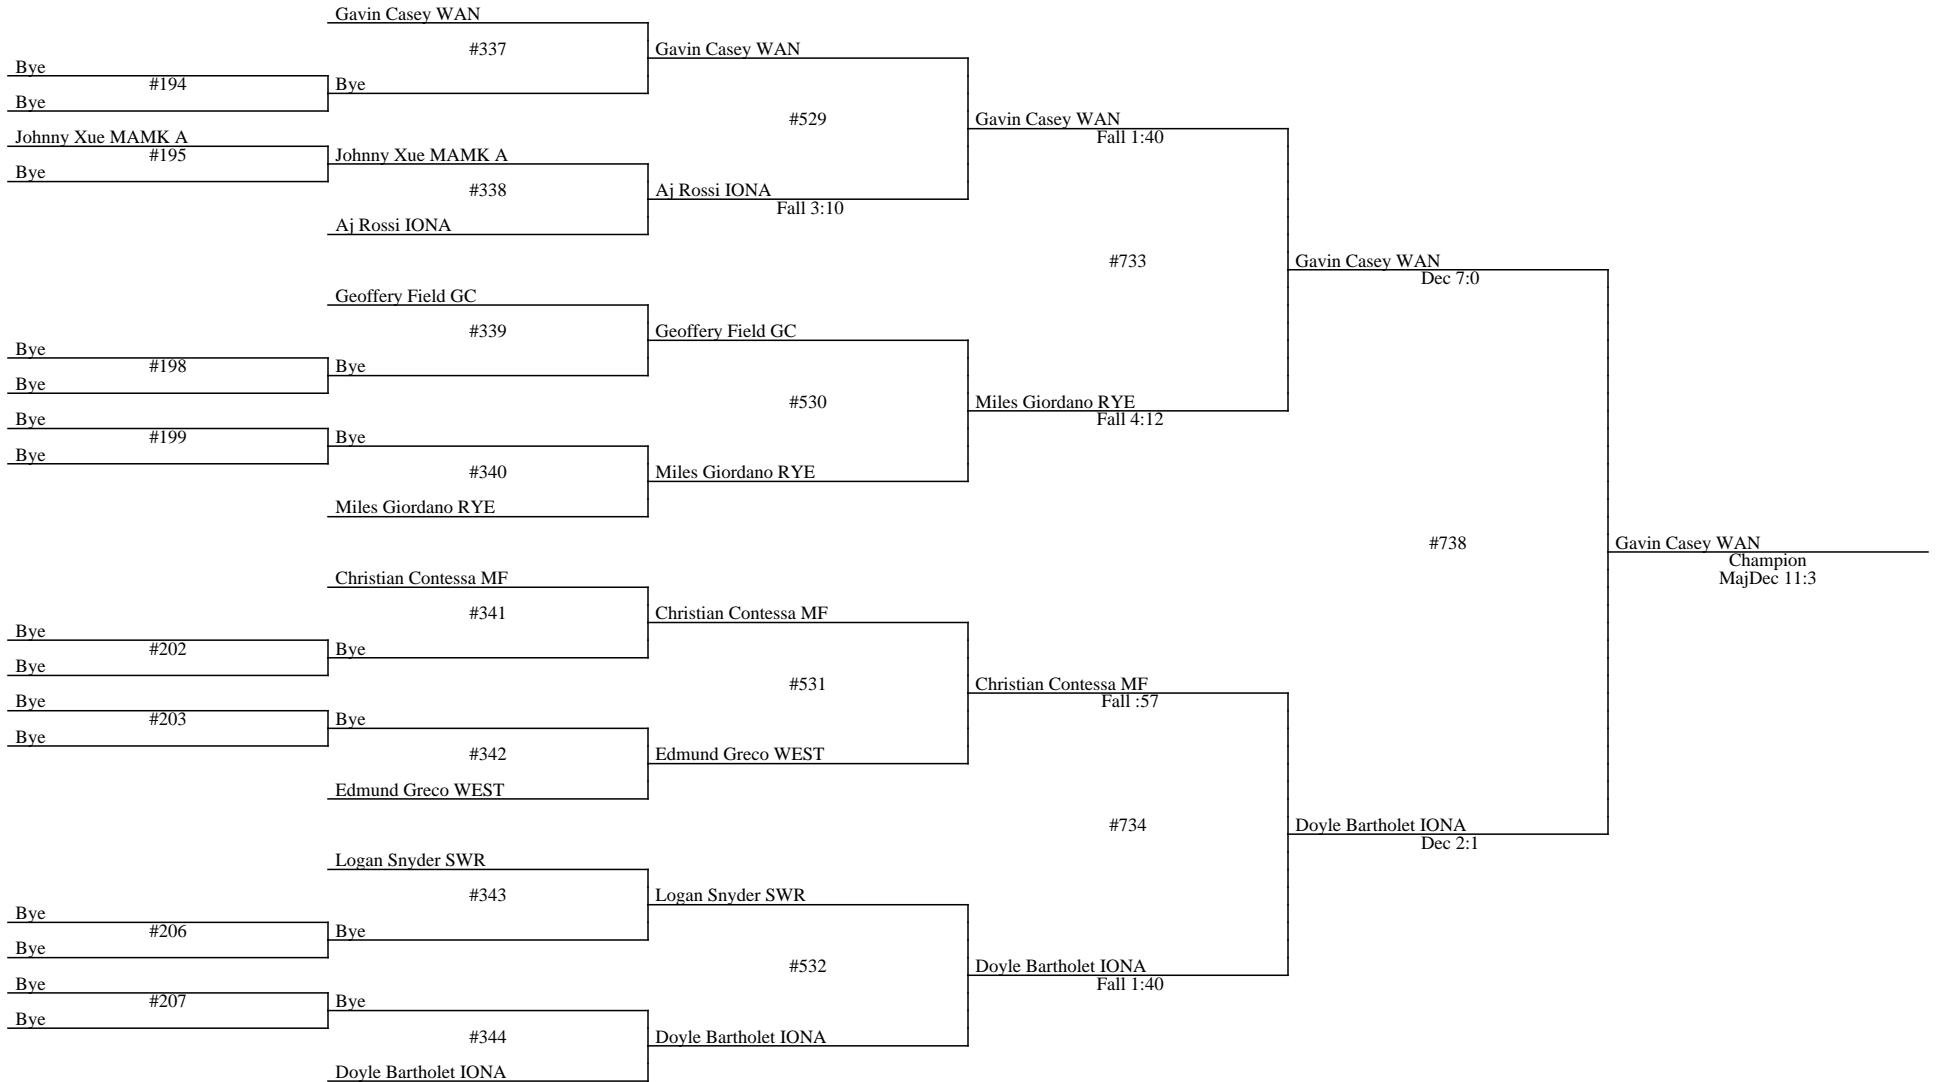 Gavin Casey WAN
#337
Gavin Casey WAN
Bye
#194
Bye
Bye
#529
Gavin Casey WAN
Fall 1:40
Johnny Xue MAMK A
#195
Johnny Xue MAMK A
Bye
#338
Aj Rossi IONA
Fall 3:10
Aj Rossi IONA
#733
Gavin Casey WAN
Dec 7:0
Geoffery Field GC
#339
Geoffery Field GC
Bye
#198
Bye
Bye
#530
Miles Giordano RYE
Fall 4:12
Bye
#199
Bye
Bye
#340
Miles Giordano RYE
Miles Giordano RYE
#738
Gavin Casey WAN
Champion
MajDec 11:3
Christian Contessa MF
#341
Christian Contessa MF
Bye
#202
Bye
Bye
#531
Christian Contessa MF
Fall :57
Bye
#203
Bye
Bye
#342
Edmund Greco WEST
Edmund Greco WEST
#734
Doyle Bartholet IONA
Dec 2:1
Logan Snyder SWR
#343
Logan Snyder SWR
Bye
#206
Bye
Bye
#532
Doyle Bartholet IONA
Fall 1:40
Bye
#207
Bye
Bye
#344
Doyle Bartholet IONA
Doyle Bartholet IONA